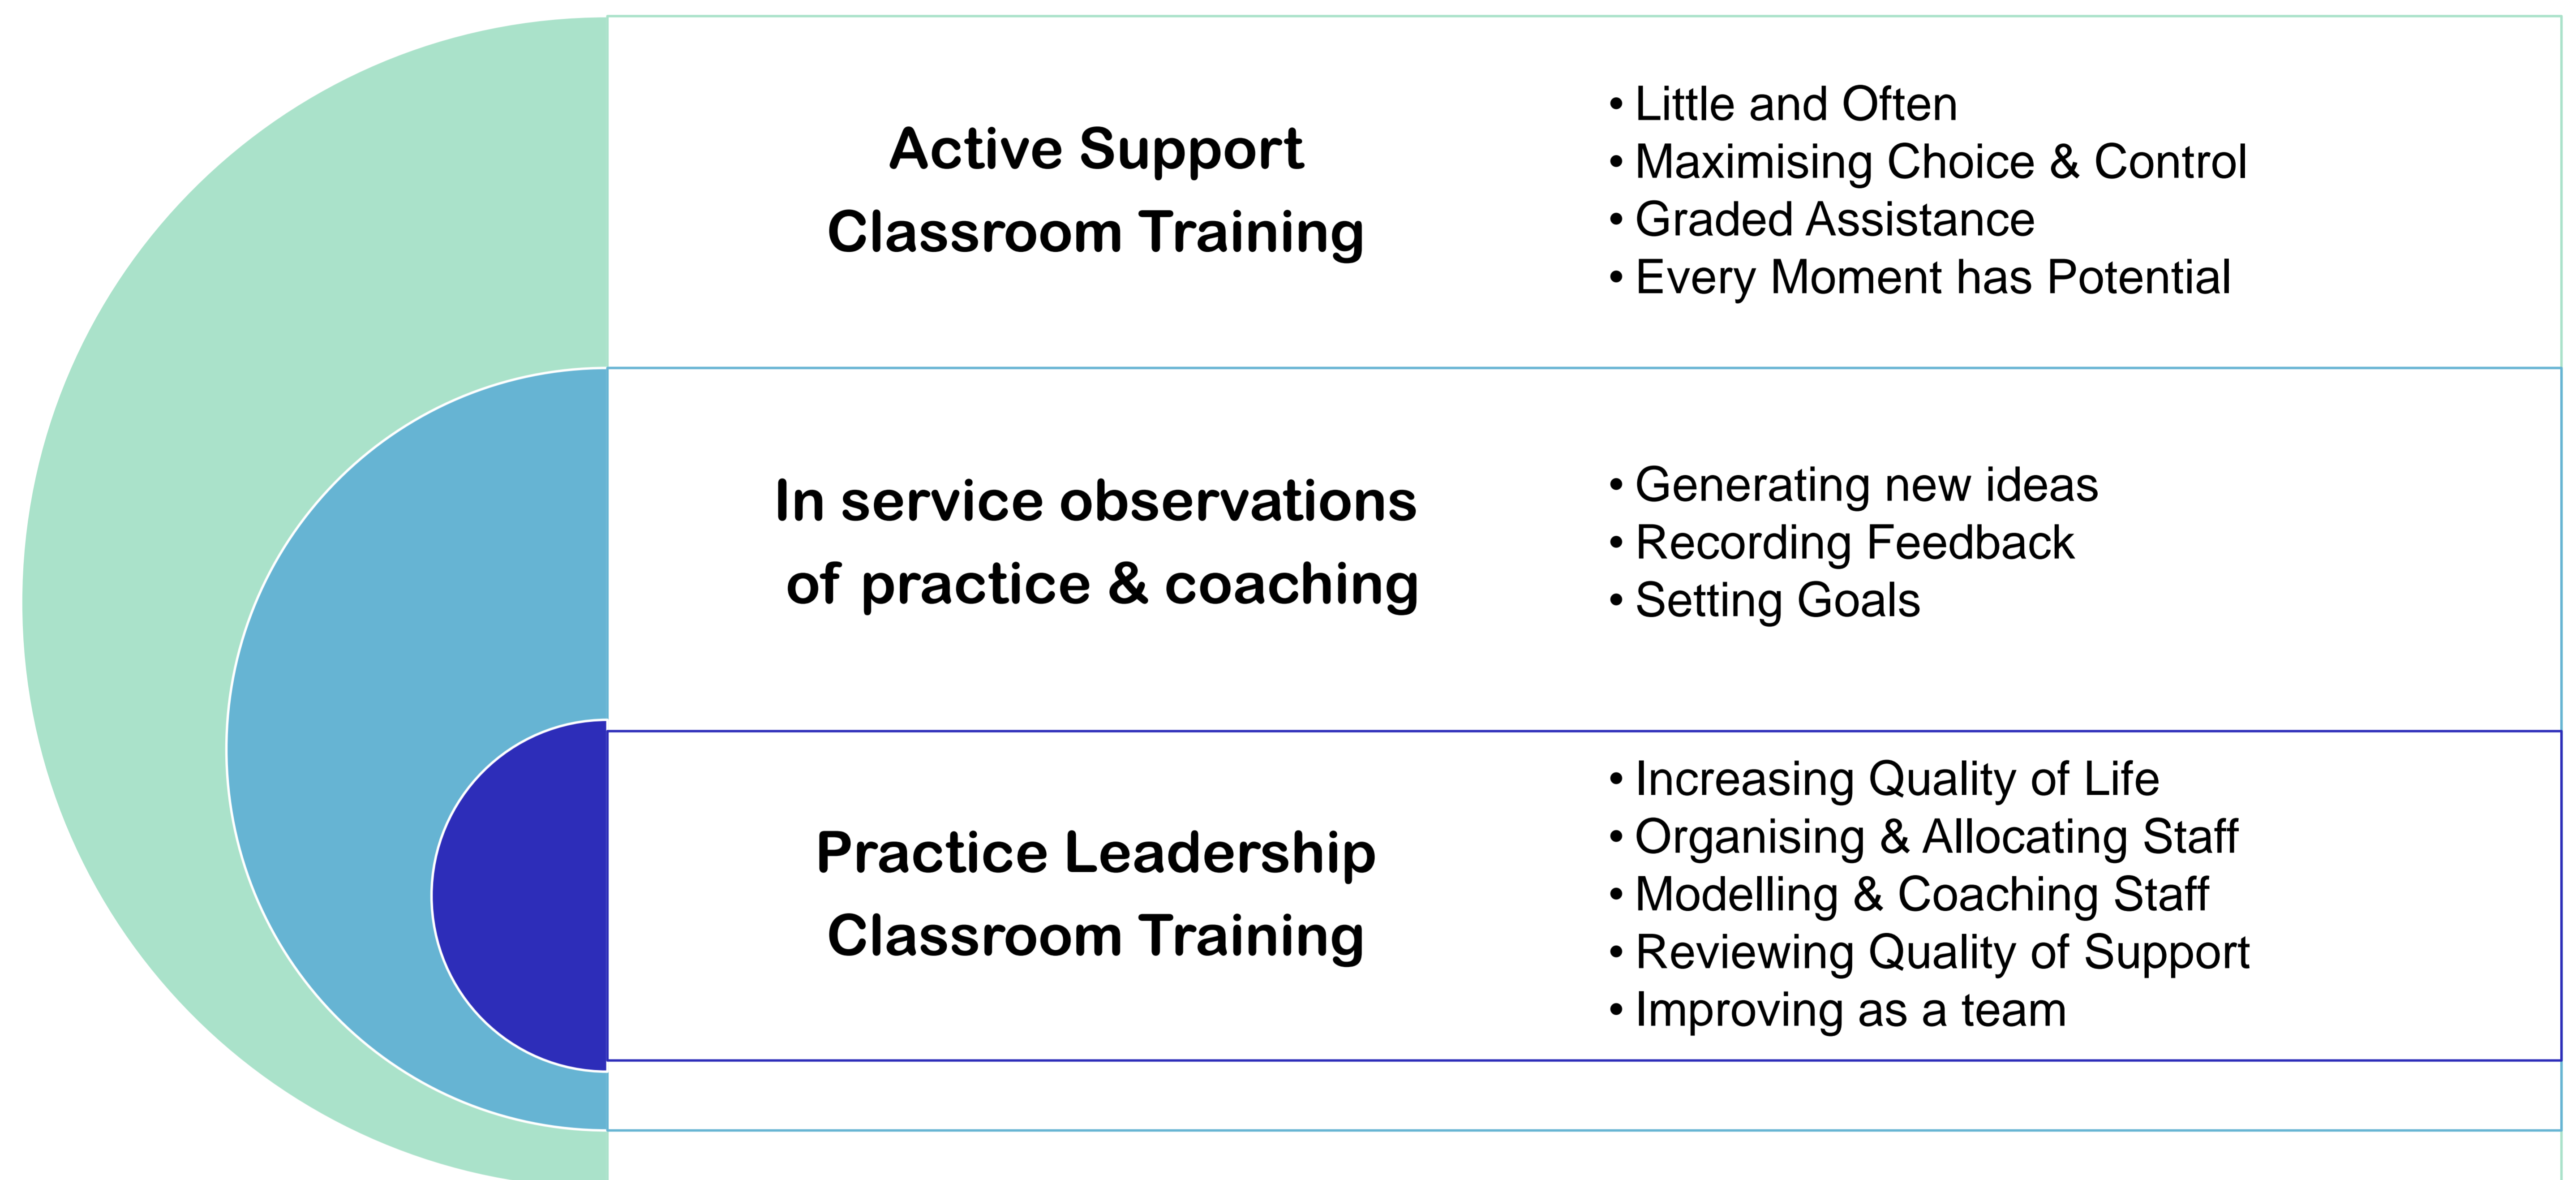 Active Support
Classroom Training
• Little and Often
• Maximising Choice & Control
• Graded Assistance
• Every Moment has Potential
In service observations
of practice & coaching
• Generating new ideas
• Recording Feedback
• Setting Goals
Practice Leadership
Classroom Training
• Increasing Quality of Life
• Organising & Allocating Staff
• Modelling & Coaching Staff
• Reviewing Quality of Support
• Improving as a team